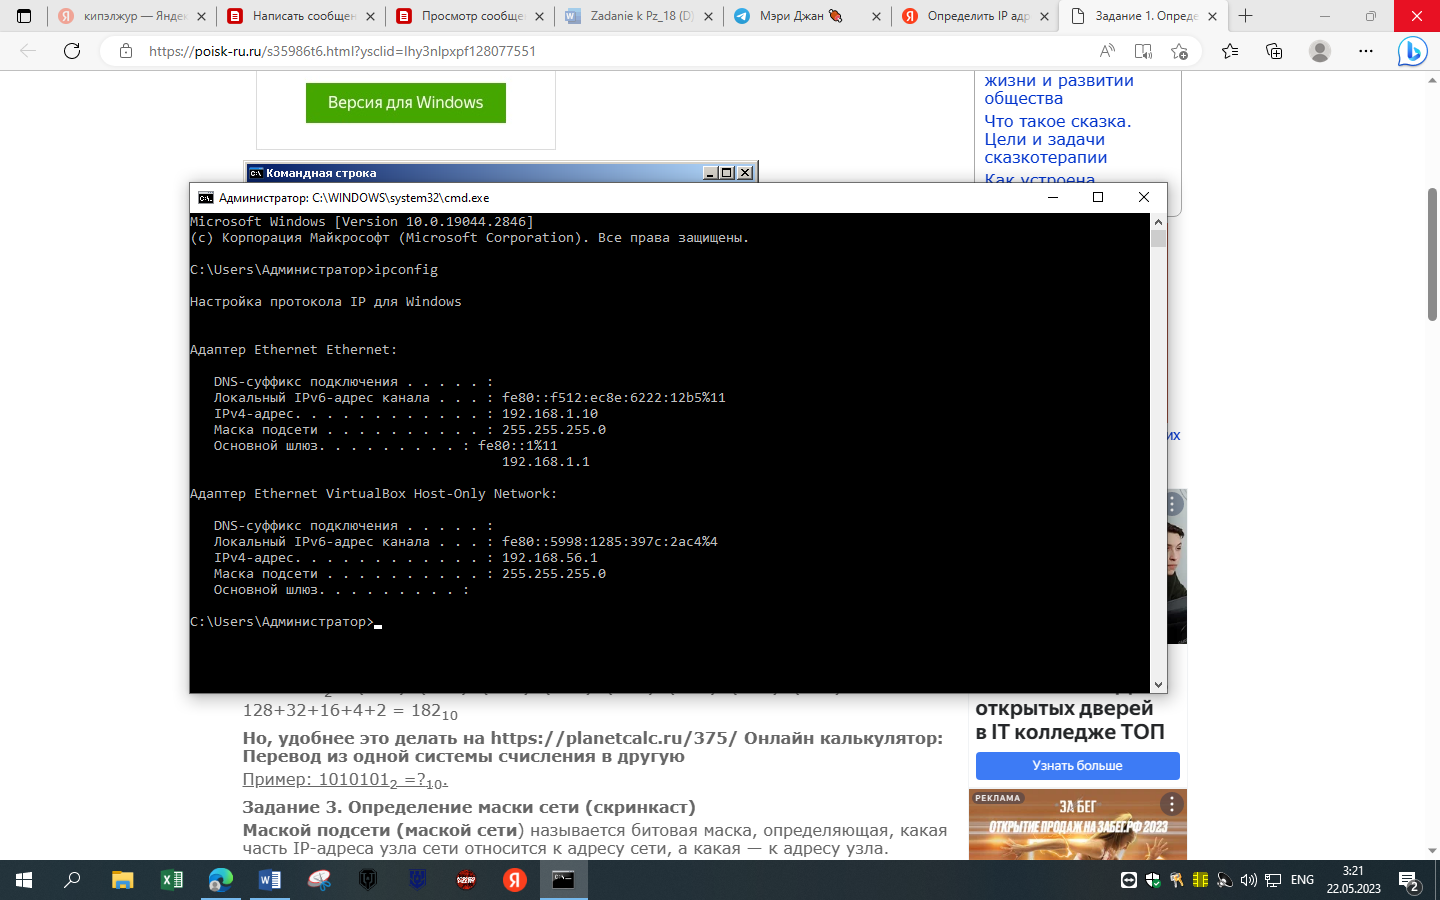 кипэлжур — Яндек
Написать сообщен
Просмотр сообще
Zadanie k Pz_18 (D)
Мэри Джан
Определить IP адр
Задание 1. Опреде
https://poisk-ru.ru/s35986t6.html?ysclid=lhy3nlpxpf128077551
Версия для Windows
жизни и развитии
общества
Что такое сказка.
Цели и задачи
сказкотерапии
Как устроена
Командная строка
Администратор: C:\WINDOWS\system32\cmd.exe
Microsoft Windows [Version 10.0.19044.2846]
(c) Корпорация Майкрософт (Microsoft Corporation). Все права защищены.
C:\Users\Администратор>ipconfig
Настройка протокола IP для Windows
Адаптер Ethernet Ethernet:
DNS-суффикс подключения . . . . . :
Локальный IPv6-адрес канала . . . : fe80::f512:ec8e:6222:12b5%11
IPv4-адрес. . . . . . . . . . . . : 192.168.1.10
Маска подсети . . . . . . . . . . : 255.255.255.0
Основной шлюз. . . . . . . . . : fe80::1%11
192.168.1.1
Адаптер Ethernet VirtualBox Host-Only Network:
DNS-суффикс подключения . . . . . :
Локальный IPv6-адрес канала . . . : fe80::5998:1285:397c:2ac4%4
IPv4-адрес. . . . . . . . . . . . : 192.168.56.1
Маска подсети . . . . . . . . . . : 255.255.255.0
Основной шлюз. . . . . . . . . :
C:\Users\Администратор>
их
128+32+16+4+2 = 182₁₀
Но, удобнее это делать на https://planetcalc.ru/375/ Онлайн калькулятор:
Перевод из одной системы счисления в другую
Пример: 1010101₂ =?₁₀.
Задание 3. Определение маски сети (скринкаст)
Маской подсети (маской сети) называется битовая маска, определяющая, какая
часть IP-адреса узла сети относится к адресу сети, а какая — к адресу узла.
открытых дверей
в IT колледже ТОП
Узнать больше
РЕКЛАМА
ЗА БЕГ
ОТКРЫТИЕ ПРОДАЖ НА ЗАБЕГ.РФ 2023
ENG
3:21
22.05.2023
2